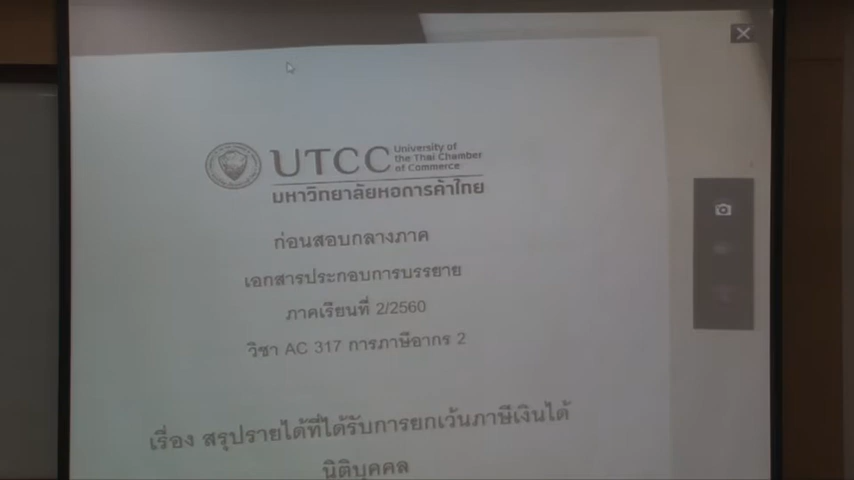 UTCC
University of
the Thai Chamber
of Commerce
มหาวิทยาลัยหอการค้าไทย
ก่อนสอบกลางภาค
เอกสารประกอบการบรรยาย
ภาคเรียนที่ 2/2560
วิชา AC 317 การภาษีอากร 2
เรื่อง สรุปรายได้ที่ได้รับการยกเว้นภาษีเงินได้
นิติบุคคล